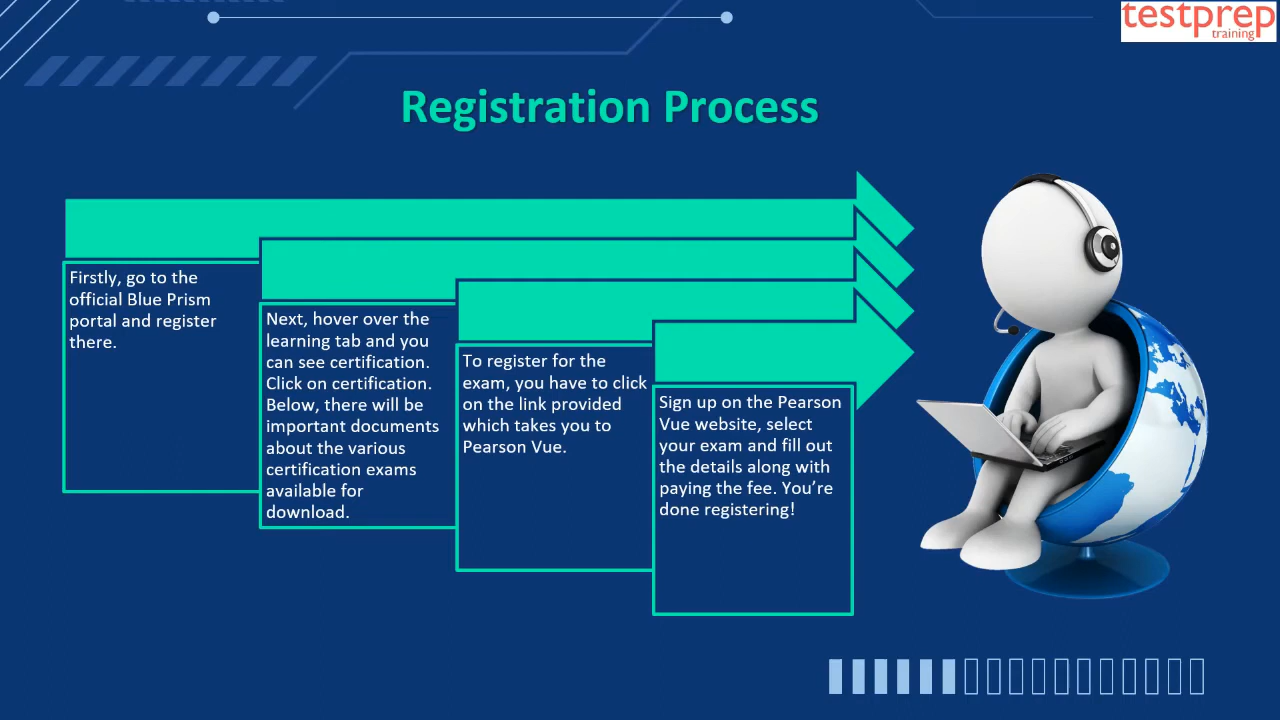 testprep
training
Registration Process
Firstly, go to the
official Blue Prism
portal and register
there.
Next, hover over the
learning tab and you
can see certification.
Click on certification.
Below, there will be
important documents
about the various
certification exams
available for
download.
To register for the
exam, you have to click
on the link provided
which takes you to
Pearson Vue.
Sign up on the Pearson
Vue website, select
your exam and fill out
the details along with
paying the fee. You’re
done registering!